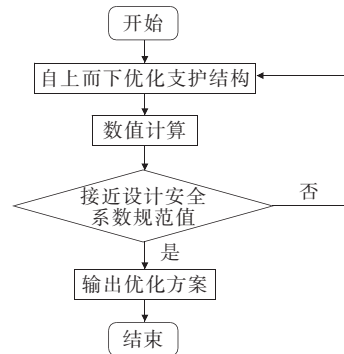 开始
自上而下优化支护结构
数值计算
接近设计安全
系数规范值
否
是
输出优化方案
结束